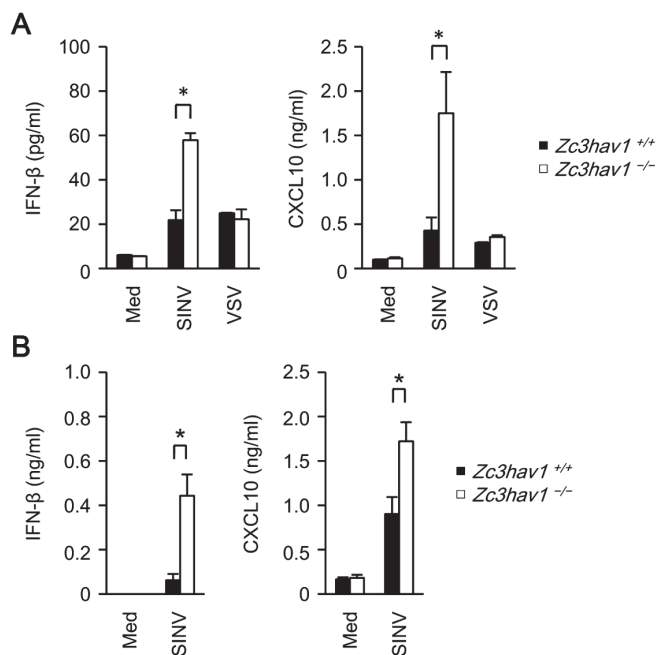 A
IFN-β (pg/ml)
100
80
60
40
20
0
*
Med
SINV
VSV
CXCL10 (ng/ml)
2.5
2.0
1.5
1.0
0.5
0
*
Med
SINV
VSV
Zc3hav1 +/+
Zc3hav1 −/−
B
IFN-β (ng/ml)
1.0
0.8
0.6
0.4
0.2
0
*
Med
SINV
CXCL10 (ng/ml)
2.5
2.0
1.5
1.0
0.5
0
*
Med
SINV
Zc3hav1 +/+
Zc3hav1 −/−